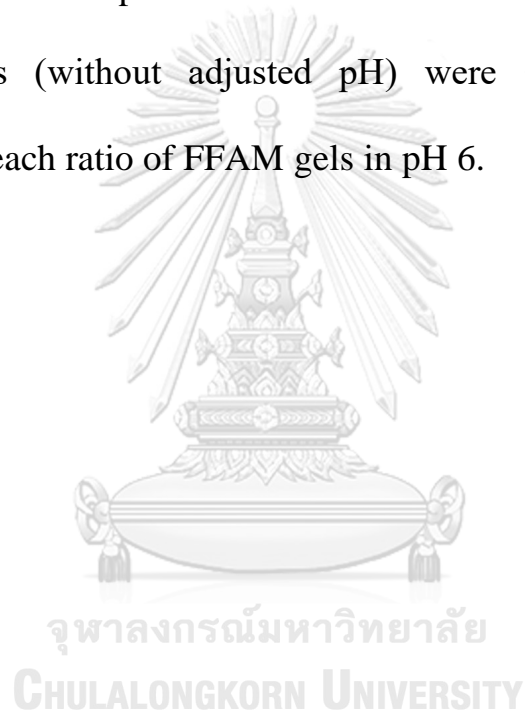 s (without adjusted pH) were
each ratio of FFAM gels in pH 6.
จุฬาลงกรณ์มหาวิทยาลัย
CHULALONGKORN UNIVERSITY